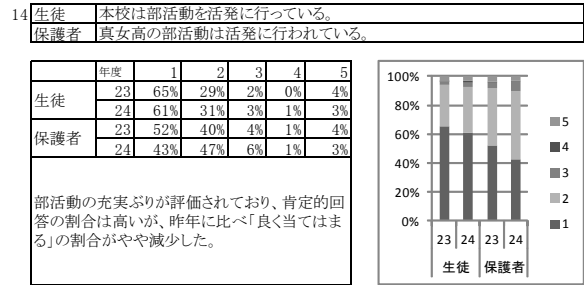 14 生徒 本校は部活動を活発に行っている。
保護者 真女高の部活動は活発に行われている。
年度 1 2 3 4 5
生徒 23 65% 29% 2% 0% 4%
24 61% 31% 3% 1% 3%
保護者 23 52% 40% 4% 1% 4%
24 43% 47% 6% 1% 3%
部活動の充実ぶりが評価されており、肯定的回
答の割合は高いが、昨年に比べ「良く当てはま
る」の割合がやや減少した。
100%
80%
60%
40%
20%
0%
23 24 23 24
生徒 保護者
5
4
3
2
1